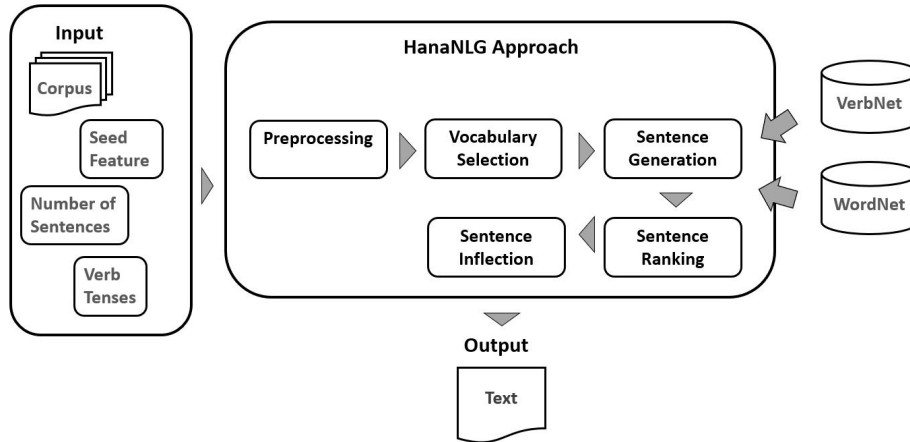 Input
Corpus
Seed
Feature
Number of
Sentences
Verb
Tenses
HanaNLG Approach
Preprocessing
Vocabulary
Selection
Sentence
Generation
Sentence
Ranking
Sentence
Inflection
VerbNet
WordNet
Output
Text